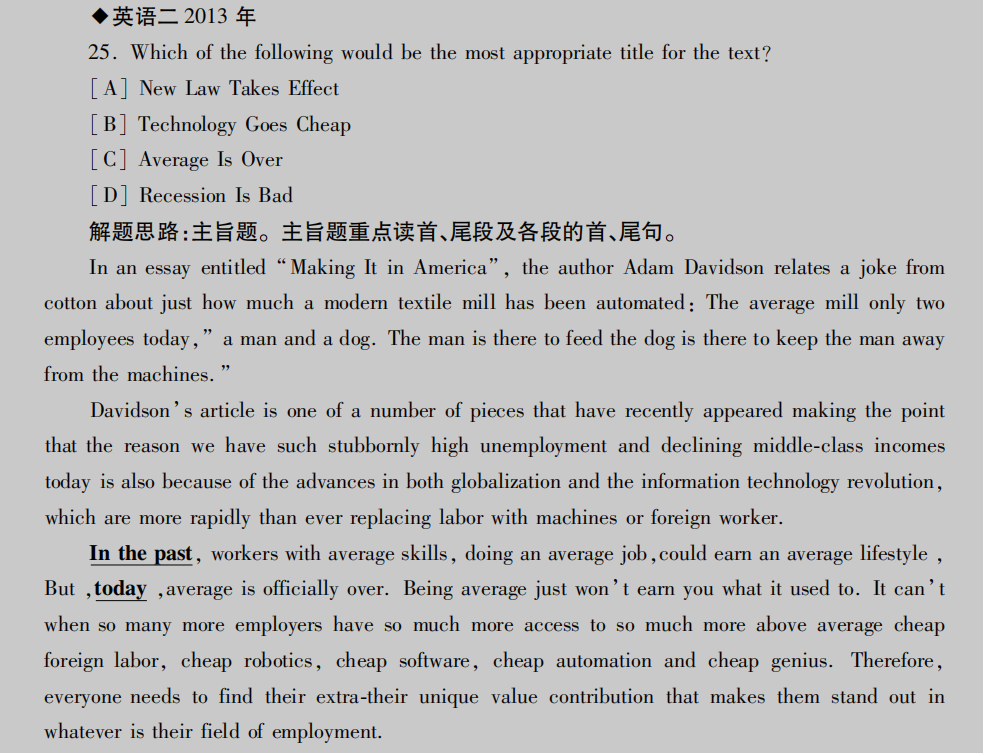 ◆英语二 2013 年
25. Which of the following would be the most appropriate title for the text?
[A] New Law Takes Effect
[B] Technology Goes Cheap
[C] Average Is Over
[D] Recession Is Bad
解题思路:主旨题。主旨题重点读首、尾段及各段的首、尾句。
In an essay entitled “Making It in America”, the author Adam Davidson relates a joke from
cotton about just how much a modern textile mill has been automated: The average mill only two
employees today,” a man and a dog. The man is there to feed the dog is there to keep the man away
from the machines.”
Davidson’s article is one of a number of pieces that have recently appeared making the point
that the reason we have such stubbornly high unemployment and declining middle-class incomes
today is also because of the advances in both globalization and the information technology revolution,
which are more rapidly than ever replacing labor with machines or foreign worker.
In the past, workers with average skills, doing an average job,could earn an average lifestyle ,
But ,today ,average is officially over. Being average just won’t earn you what it used to. It can’t
when so many more employers have so much more access to so much more above average cheap
foreign labor, cheap robotics, cheap software, cheap automation and cheap genius. Therefore,
everyone needs to find their extra-their unique value contribution that makes them stand out in
whatever is their field of employment.